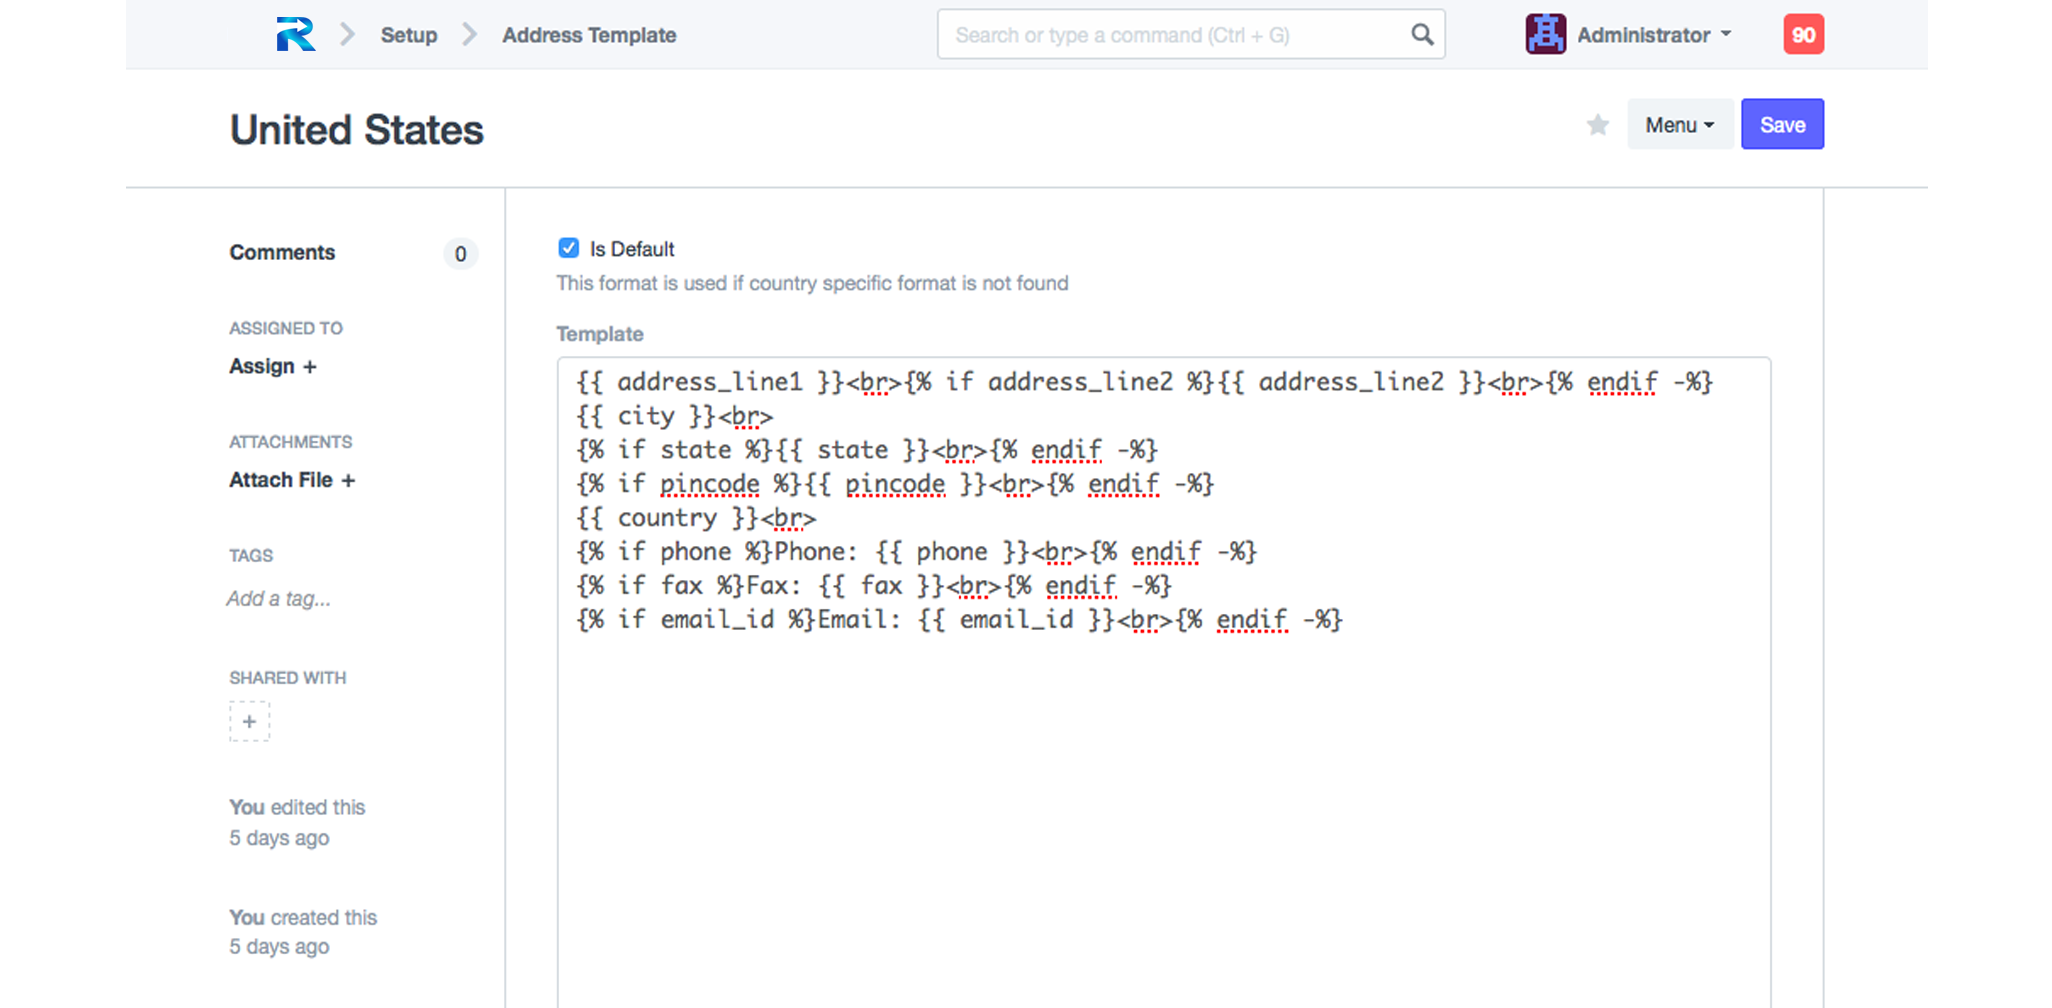 Setup Address Template Search or type a command (Ctrl + G) Administrator 90
United States Menu Save
Comments 0
ASSIGNED TO
Assign +
ATTACHMENTS
Attach File +
TAGS
Add a tag...
SHARED WITH
+
You edited this
5 days ago
You created this
5 days ago
Is Default
This format is used if country specific format is not found
Template
{{ address_line1 }}<br>{% if address_line2 %}{{ address_line2 }}<br>{% endif -%}
{{ city }}<br>
{% if state %}{{ state }}<br>{% endif -%}
{% if pincode %}{{ pincode }}<br>{% endif -%}
{{ country }}<br>
{% if phone %}Phone: {{ phone }}<br>{% endif -%}
{% if fax %}Fax: {{ fax }}<br>{% endif -%}
{% if email_id %}Email: {{ email_id }}<br>{% endif -%}